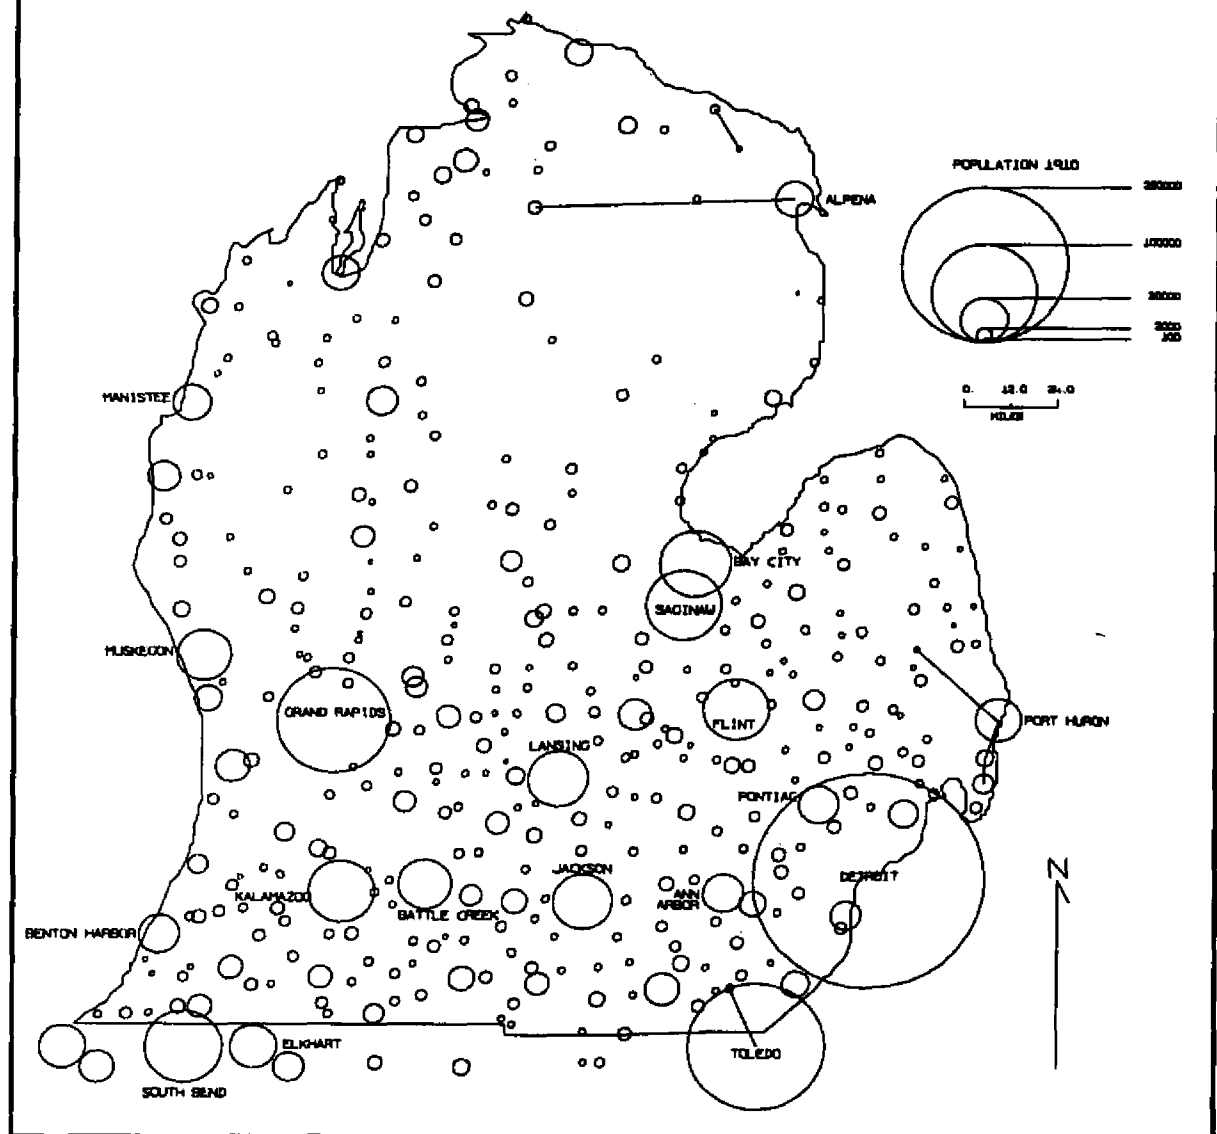 POPULATION 1910
250000
ALPENA
100000
2000
100
0. 12.0 24.0
MILES
MANISTEE
BAY CITY
SAGINAW
MUSKEGON
GRAND RAPIDS
FLINT
PORT HURON
LANSING
PONTIAC
JACKSON
DETROIT
KALAMAZOO
BATTLE CREEK
ANN
ARBOR
N
BENTON HARBOR
ELKHART
TOLEDO
SOUTH BEND